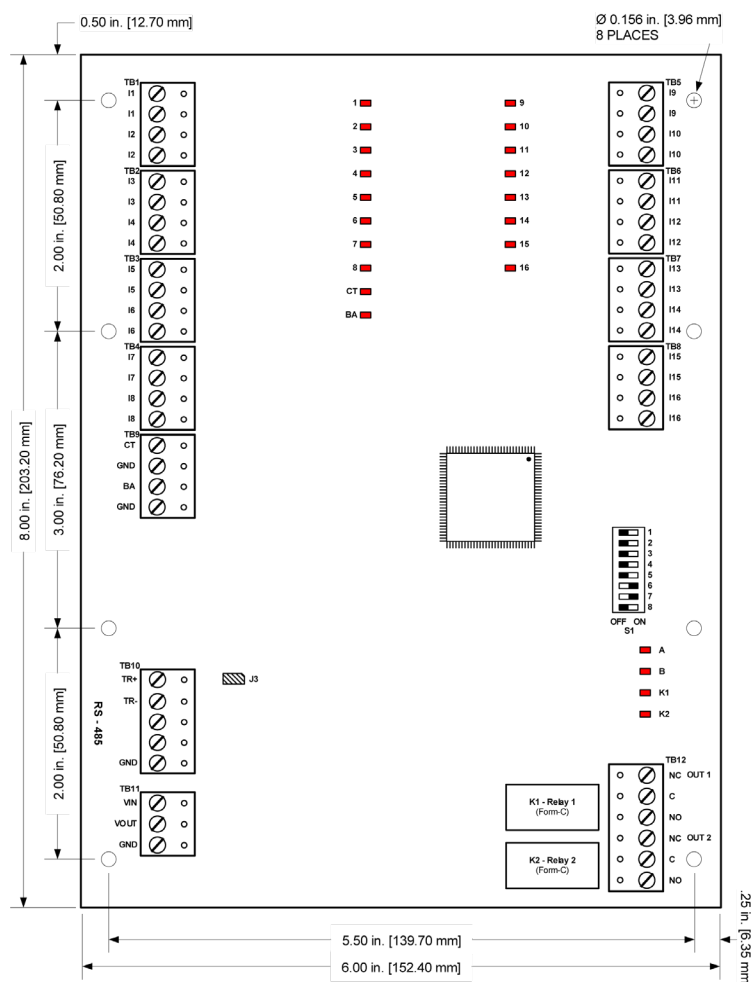 0.50 in. [12.70 mm]
Ø 0.156 in. [3.96 mm]
8 PLACES
TB1
I1
I1
I2
I2
TB2
I3
I3
I4
I4
TB3
I5
I5
I6
I6
TB4
I7
I7
I8
I8
TB9
CT
GND
BA
GND
1
2
3
4
5
6
7
8
CT
BA
9
10
11
12
13
14
15
16
TB5
I9
I9
I10
I10
TB6
I11
I11
I12
I12
TB7
I13
I13
I14
I14
TB8
I15
I15
I16
I16
2.00 in. [50.80 mm]
8.00 in. [203.20 mm]
3.00 in. [76.20 mm]
2.00 in. [50.80 mm]
1
2
3
4
5
6
7
8
OFF ON
S1
A
B
K1
K2
TB10
TR+
TR-
GND
RS - 485
J3
TB11
VIN
VOUT
GND
K1 - Relay 1
(Form-C)
K2 - Relay 2
(Form-C)
TB12
NC OUT 1
C
NO
NC OUT 2
C
NO
5.50 in. [139.70 mm]
6.00 in. [152.40 mm]
.25 in. [6.35 mm